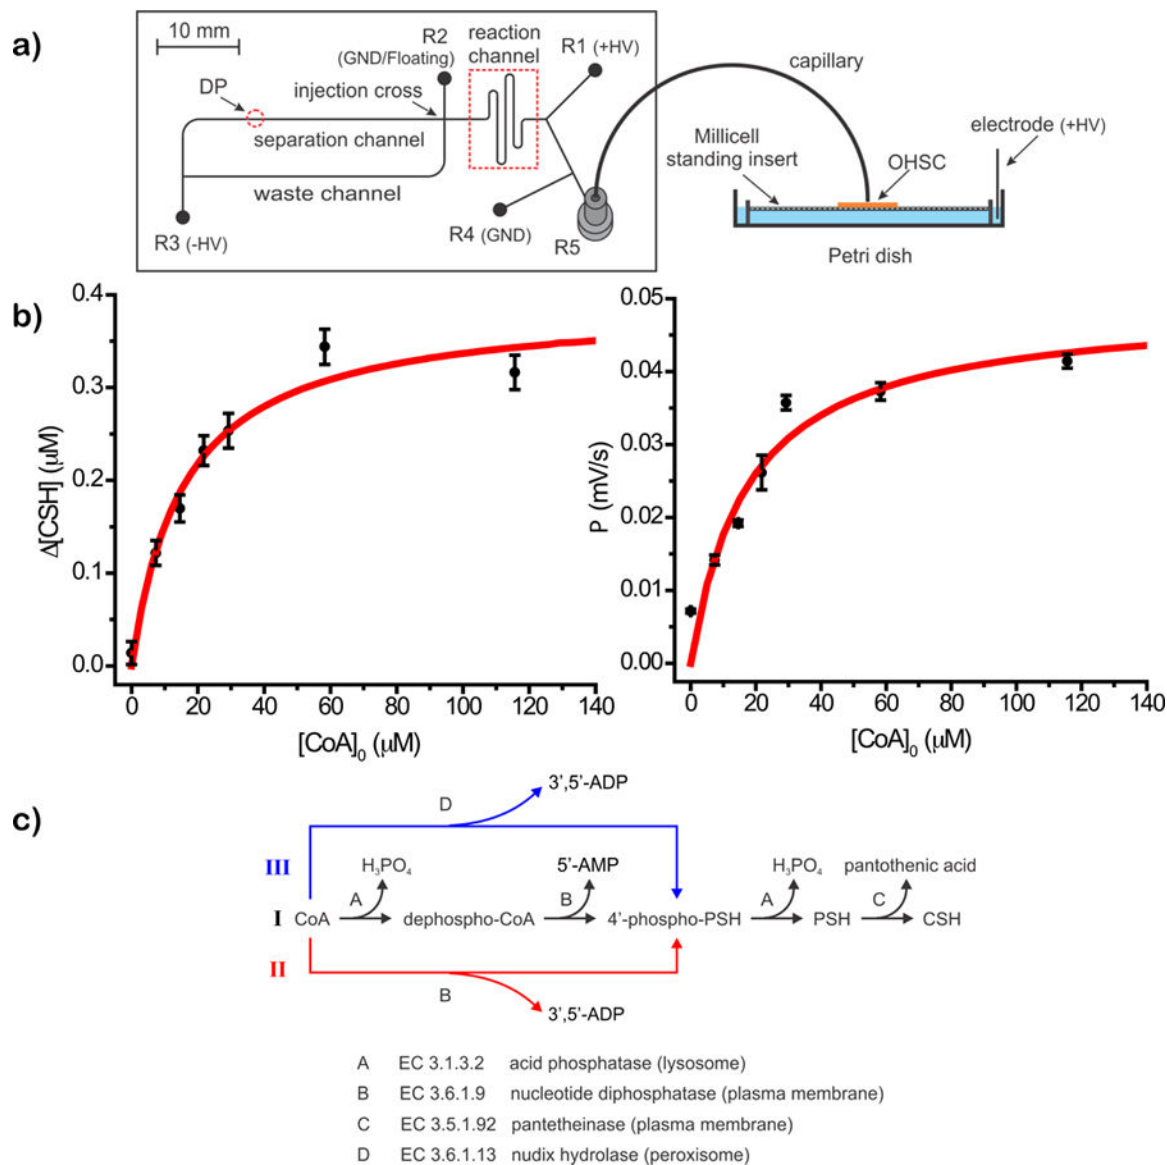 a)
10 mm
R2
(GND/Floating)
reaction
channel
R1 (+HV)
DP
injection cross
separation channel
waste channel
R3 (-HV)
R4 (GND)
R5
capillary
Millicell
standing insert
electrode (+HV)
OHSC
Petri dish
b)
Δ[CSH] (μM)
0.4
0.3
0.2
0.1
0.0
0 20 40 60 80 100 120 140
[CoA]₀ (μM)
P (mV/s)
0.05
0.04
0.03
0.02
0.01
0.00
0 20 40 60 80 100 120 140
[CoA]₀ (μM)
c)
D 3',5'-ADP
III H₃PO₄ 5'-AMP H₃PO₄ pantothenic acid
A B A C
I CoA dephospho-CoA 4'-phospho-PSH PSH CSH
II
B 3',5'-ADP
A EC 3.1.3.2 acid phosphatase (lysosome)
B EC 3.6.1.9 nucleotide diphosphatase (plasma membrane)
C EC 3.5.1.92 pantetheinase (plasma membrane)
D EC 3.6.1.13 nudix hydrolase (peroxisome)